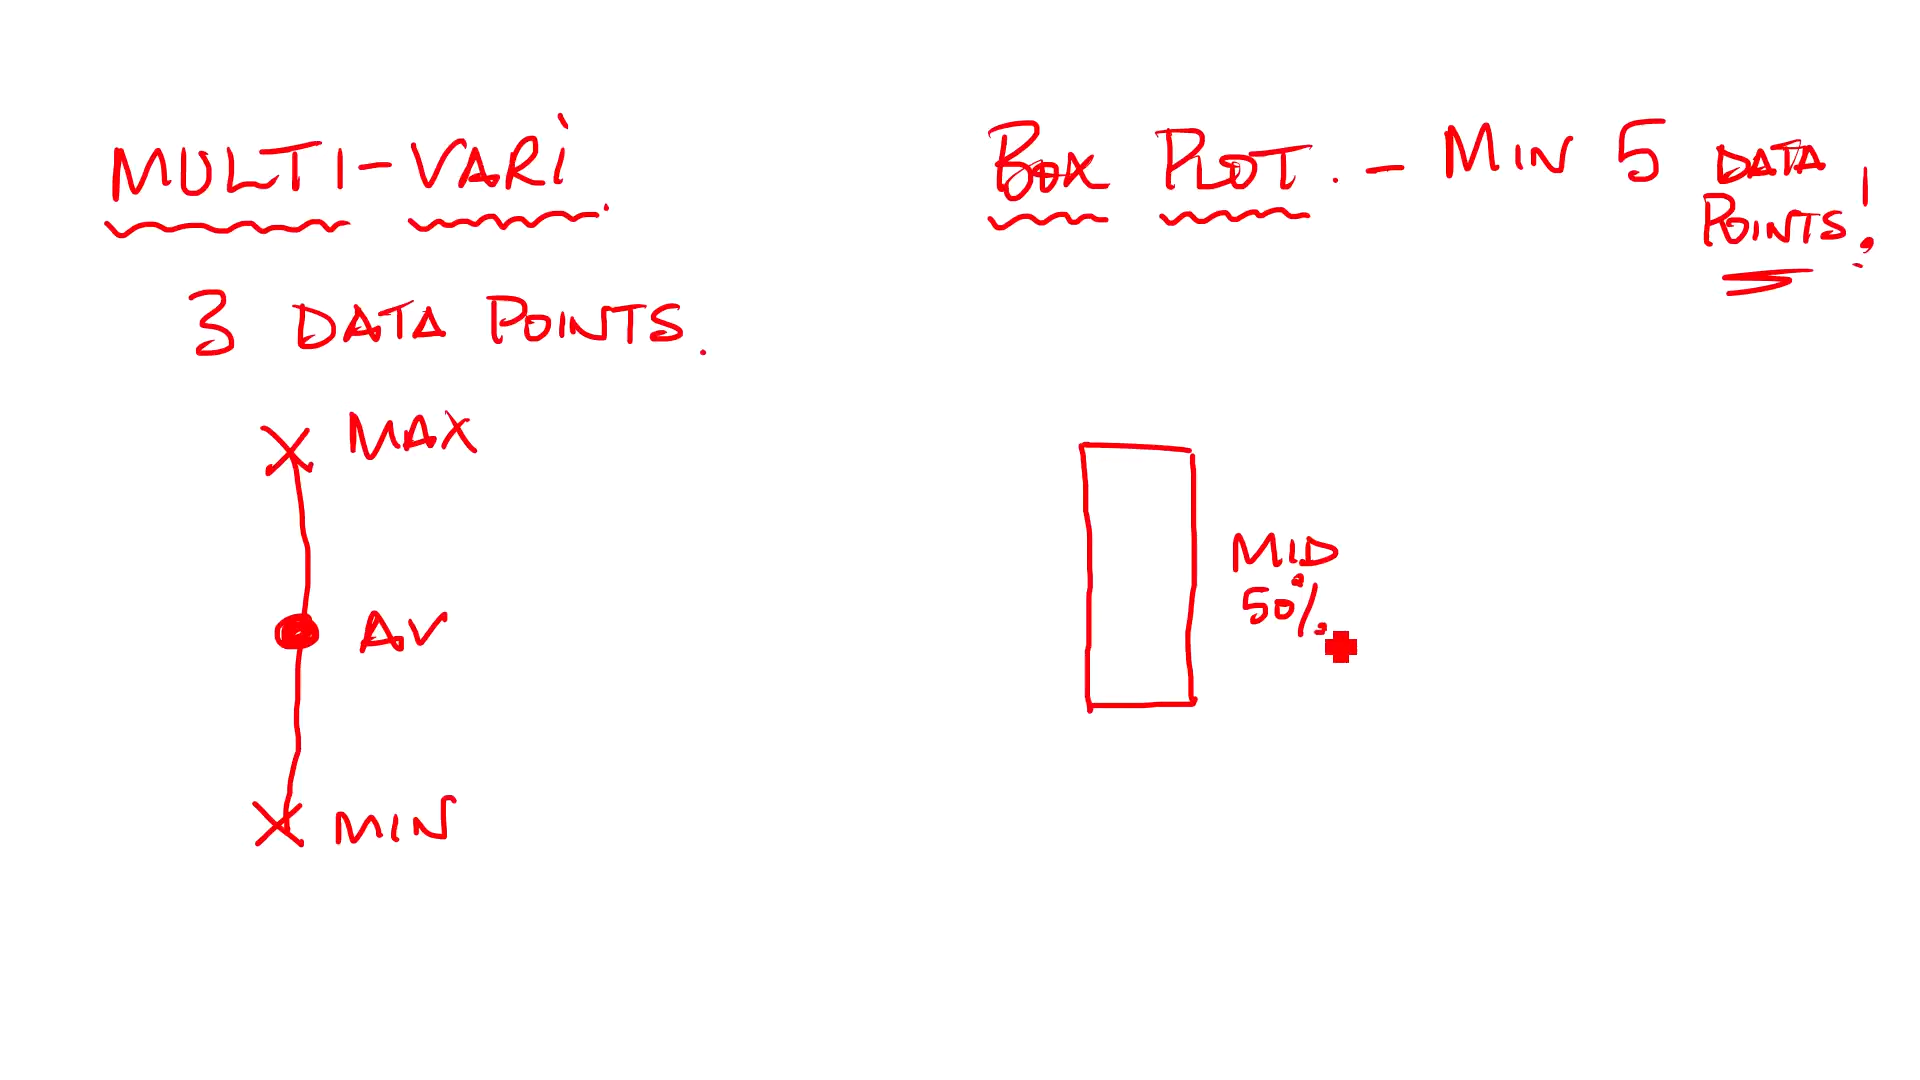 MULTI-VARi.
3 DATA POINTS.
MAX
AV
MIN
BOX PLOT. - MIN 5 DATA
POINTS!
MID
50%